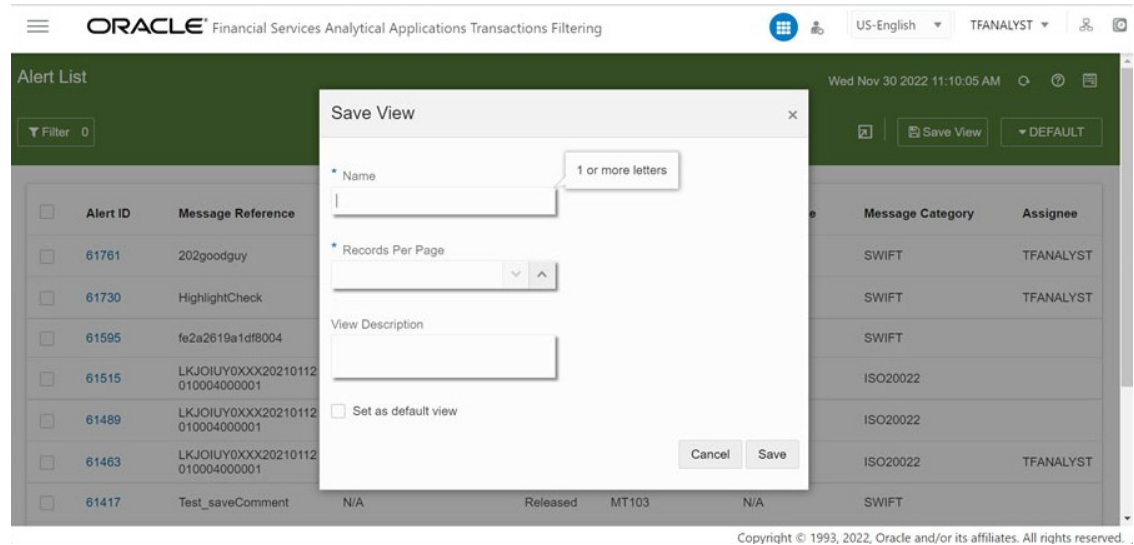 ORACLE® Financial Services Analytical Applications Transactions Filtering
US-English
TFANALYST
Alert List
Wed Nov 30 2022 11:10:05 AM
Filter 0
Save View
DEFAULT
Save View
×
* Name
1 or more letters
* Records Per Page
View Description
Set as default view
Cancel
Save
Alert ID Message Reference Message Category Assignee
61761 202goodguy SWIFT TFANALYST
61730 HighlightCheck SWIFT TFANALYST
61595 fe2a2619a1df8004 SWIFT
61515 LKJOIUY0XXX20210112 ISO20022
010004000001
61489 LKJOIUY0XXX20210112 ISO20022
010004000001
61463 LKJOIUY0XXX20210112 ISO20022 TFANALYST
010004000001
61417 Test_saveComment N/A Released MT103 N/A SWIFT
Copyright © 1993, 2022, Oracle and/or its affiliates. All rights reserved.